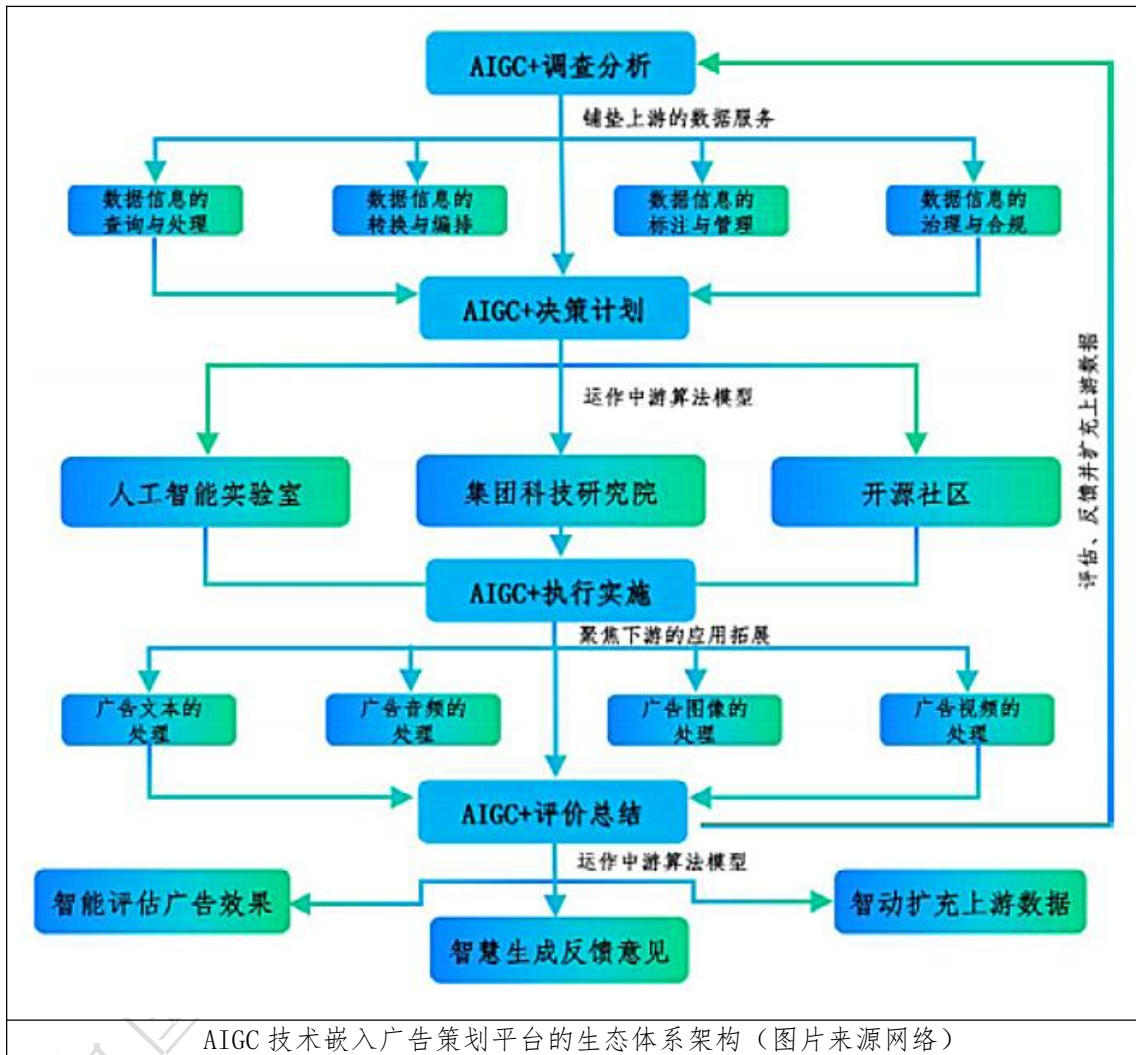 AIGC+调查分析
铺垫上游的数据服务
数据信息的
查询与处理
数据信息的
转换与编排
数据信息的
标注与管理
数据信息的
治理与合规
AIGC+决策计划
运作中游算法模型
人工智能实验室
集团科技研究院
开源社区
AIGC+执行实施
聚焦下游的应用拓展
广告文本的
处理
广告音频的
处理
广告图像的
处理
广告视频的
处理
AIGC+评价总结
运作中游算法模型
智能评估广告效果
智慧生成反馈意见
智动扩充上游数据
评估、反馈并扩充上游数据
AIGC 技术嵌入广告策划平台的生态体系架构（图片来源网络）